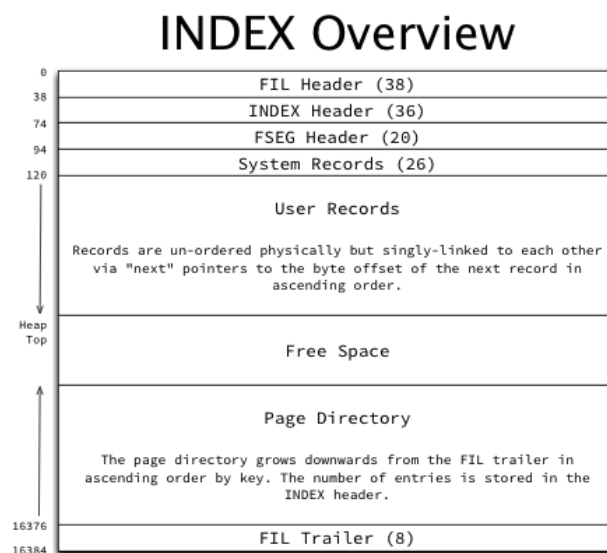 INDEX Overview
0
FIL Header (38)
38
INDEX Header (36)
74
FSEG Header (20)
94
System Records (26)
120
User Records
Records are un-ordered physically but singly-linked to each other
via "next" pointers to the byte offset of the next record in
ascending order.
Heap
Top
Free Space
Page Directory
The page directory grows downwards from the FIL trailer in
ascending order by key. The number of entries is stored in the
INDEX header.
16376
FIL Trailer (8)
16384